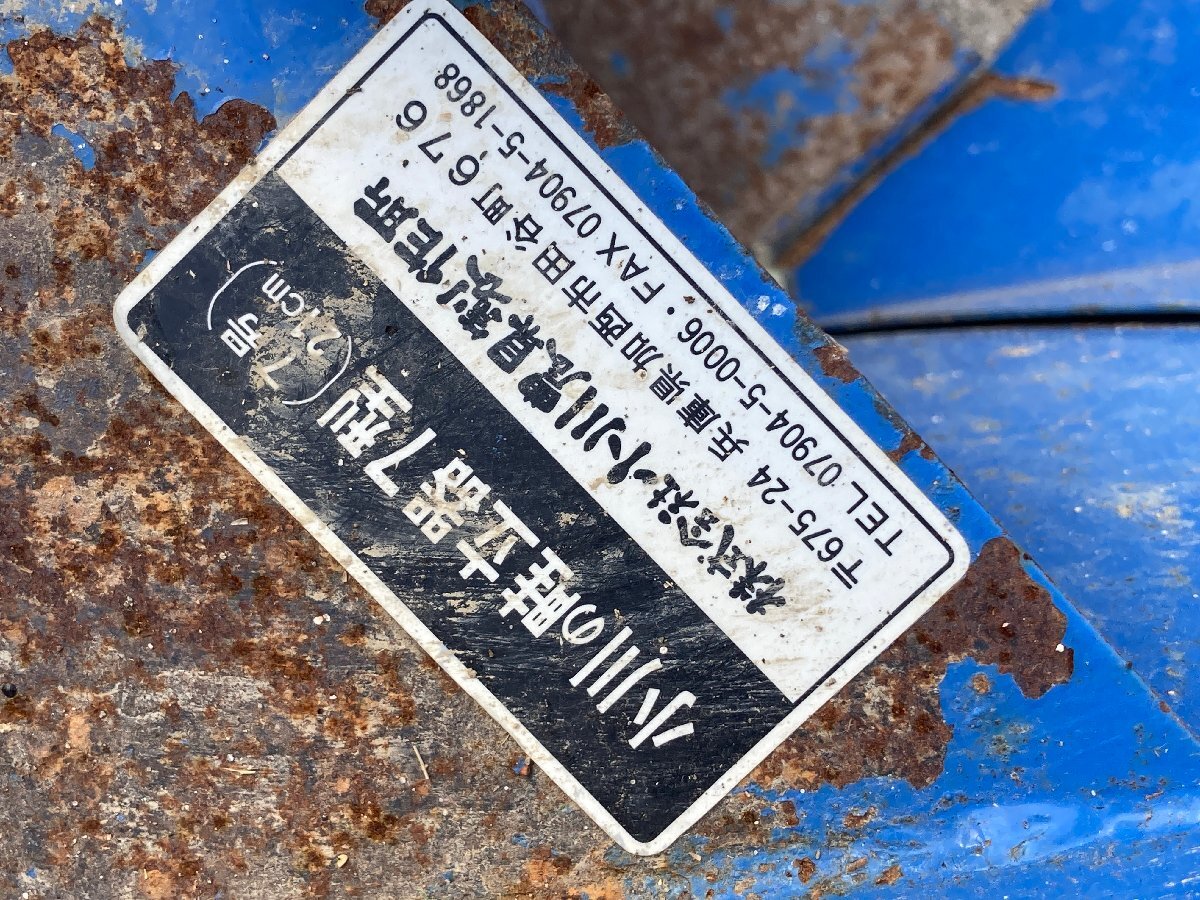 小川の畦立器7型
7号
(21cm)
株式会社 小川農具製作所
〒675-24 兵庫県加西市田谷町676
TEL 07904-5-0006・FAX 07904-5-1868